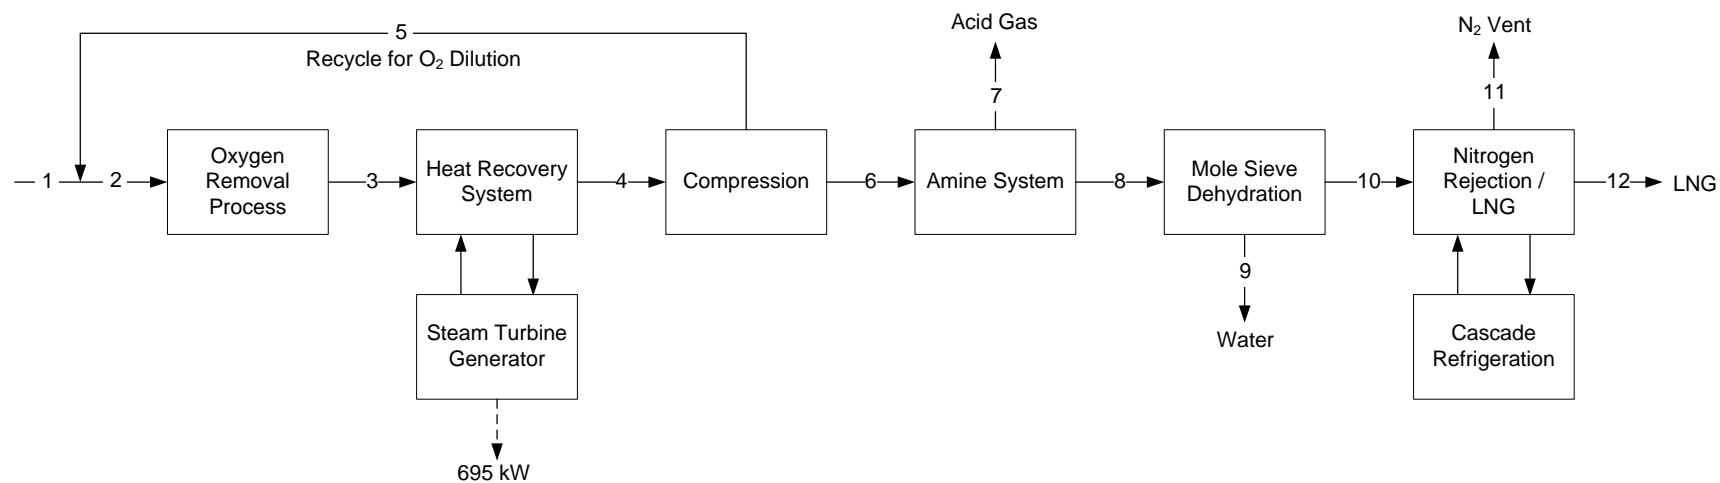 Acid Gas
N₂ Vent
5
Recycle for O₂ Dilution
7
11
1
2
Oxygen
Removal
Process
3
Heat Recovery
System
4
Compression
6
Amine System
8
Mole Sieve
Dehydration
10
Nitrogen
Rejection /
LNG
12
LNG
9
Water
Steam Turbine
Generator
Cascade
Refrigeration
695 kW